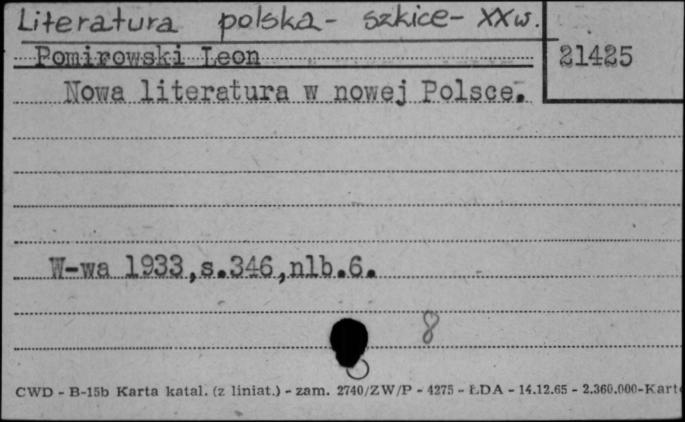 Literatura polska - szkice - XX w.
Pomirowski Leon
21425
Nowa literatura w nowej Polsce.
W-wa 1933,s.346,nlb.6.
8
CWD - B-15b Karta katal. (z liniat.) - zam. 2740/ZW/P - 4275 - ŁDA - 14.12.65 - 2.360.000-Kart